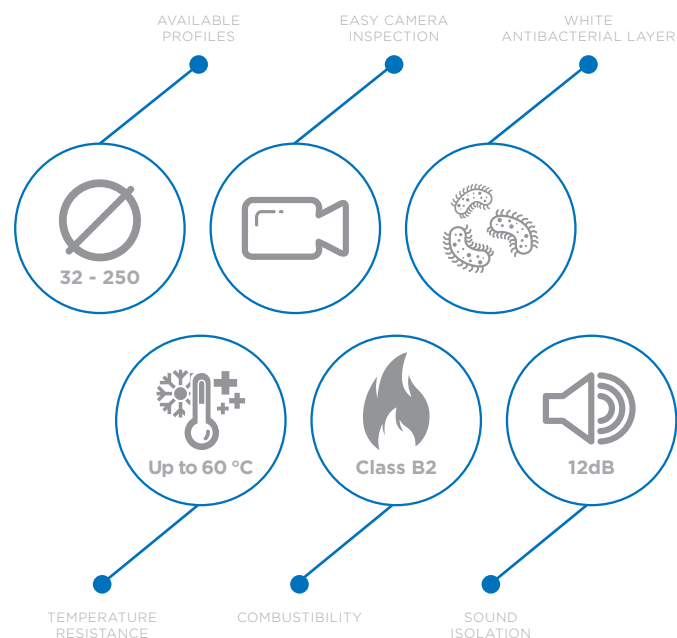 AVAILABLE
PROFILES
EASY CAMERA
INSPECTION
WHITE
ANTIBACTERIAL LAYER
32 - 250
Up to 60 °C
Class B2
12dB
TEMPERATURE
RESISTANCE
COMBUSTIBILITY
SOUND
ISOLATION